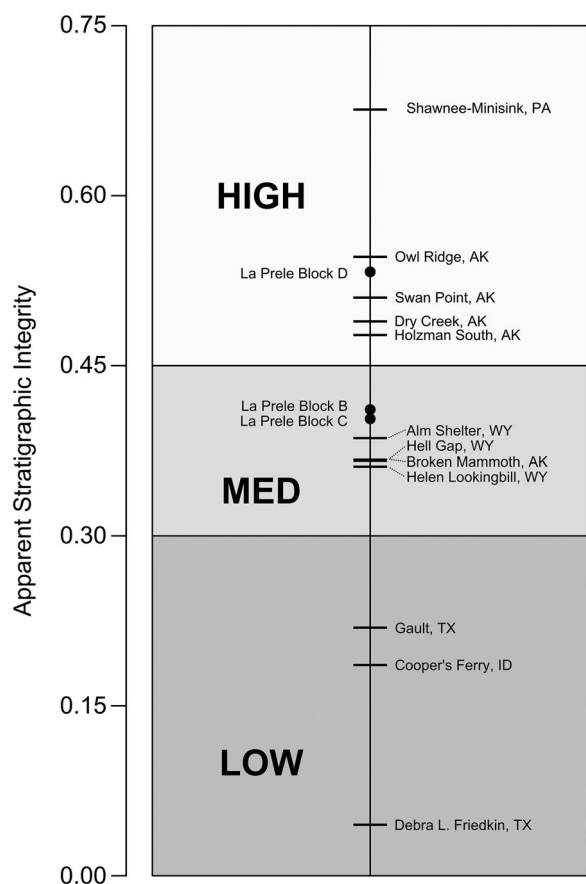 0.75
Shawnee-Minisink, PA
0.60
HIGH
Owl Ridge, AK
La Prele Block D
Swan Point, AK
Dry Creek, AK
Holzman South, AK
0.45
La Prele Block B
La Prele Block C
Alm Shelter, WY
Hell Gap, WY
Broken Mammoth, AK
Helen Lookingbill, WY
MED
Apparent Stratigraphic Integrity
0.30
Gault, TX
Cooper's Ferry, ID
0.15
LOW
Debra L. Friedkin, TX
0.00